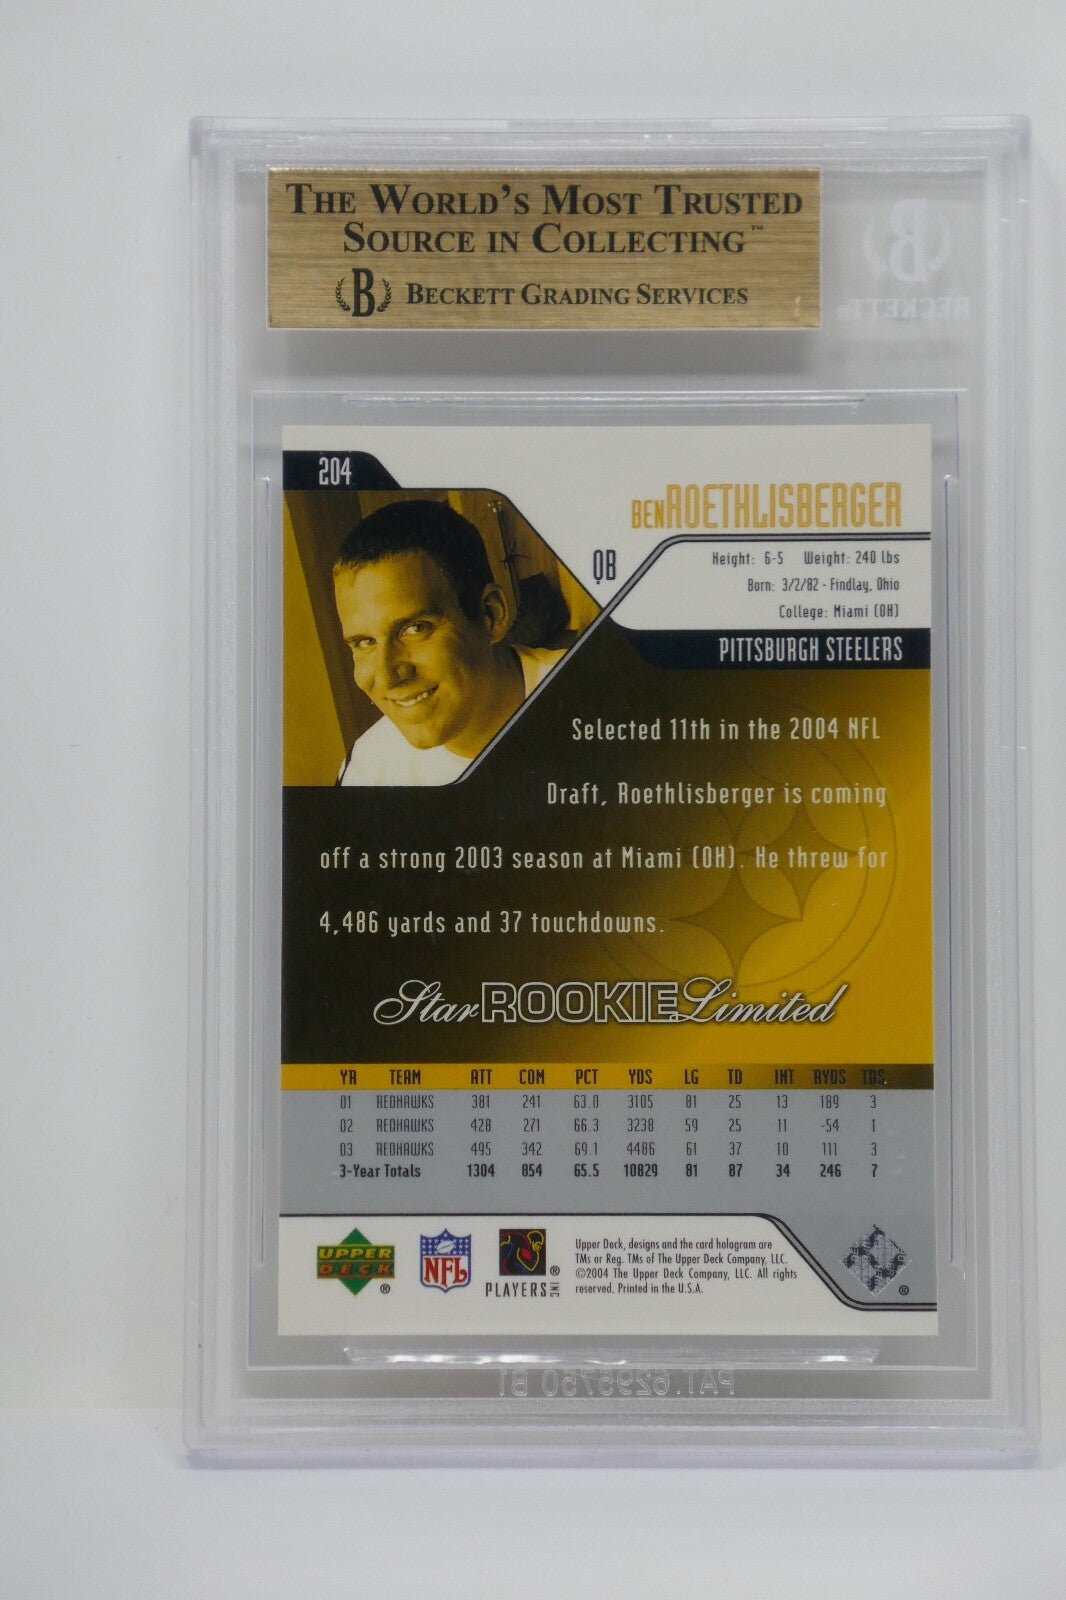 THE WORLD'S MOST TRUSTED
SOURCE IN COLLECTING™
B BECKETT GRADING SERVICES
B
BECKETT®
204
BEN ROETHLISBERGER
QB
Height: 6-5 Weight: 240 lbs
Born: 3/2/82 - Findlay, Ohio
College: Miami (OH)
PITTSBURGH STEELERS
Selected 11th in the 2004 NFL
Draft, Roethlisberger is coming
off a strong 2003 season at Miami (OH). He threw for
4,486 yards and 37 touchdowns.
Star ROOKIE Limited
YR TEAM ATT COM PCT YDS LG TD INT RYDS TDS
01 REDHAWKS 381 241 63.0 3105 81 25 13 189 3
02 REDHAWKS 428 271 66.3 3238 59 25 11 -54 1
03 REDHAWKS 495 342 69.1 4486 61 37 10 111 3
3-Year Totals 1304 854 65.5 10829 81 87 34 246 7
UPPER
DECK®
NFL
PLAYERS INC®
Upper Deck, designs and the card hologram are
TMs or Reg. TMs of The Upper Deck Company, LLC.
©2004 The Upper Deck Company, LLC. All rights
reserved. Printed in the U.S.A.
®
PAT. 6295750 B1